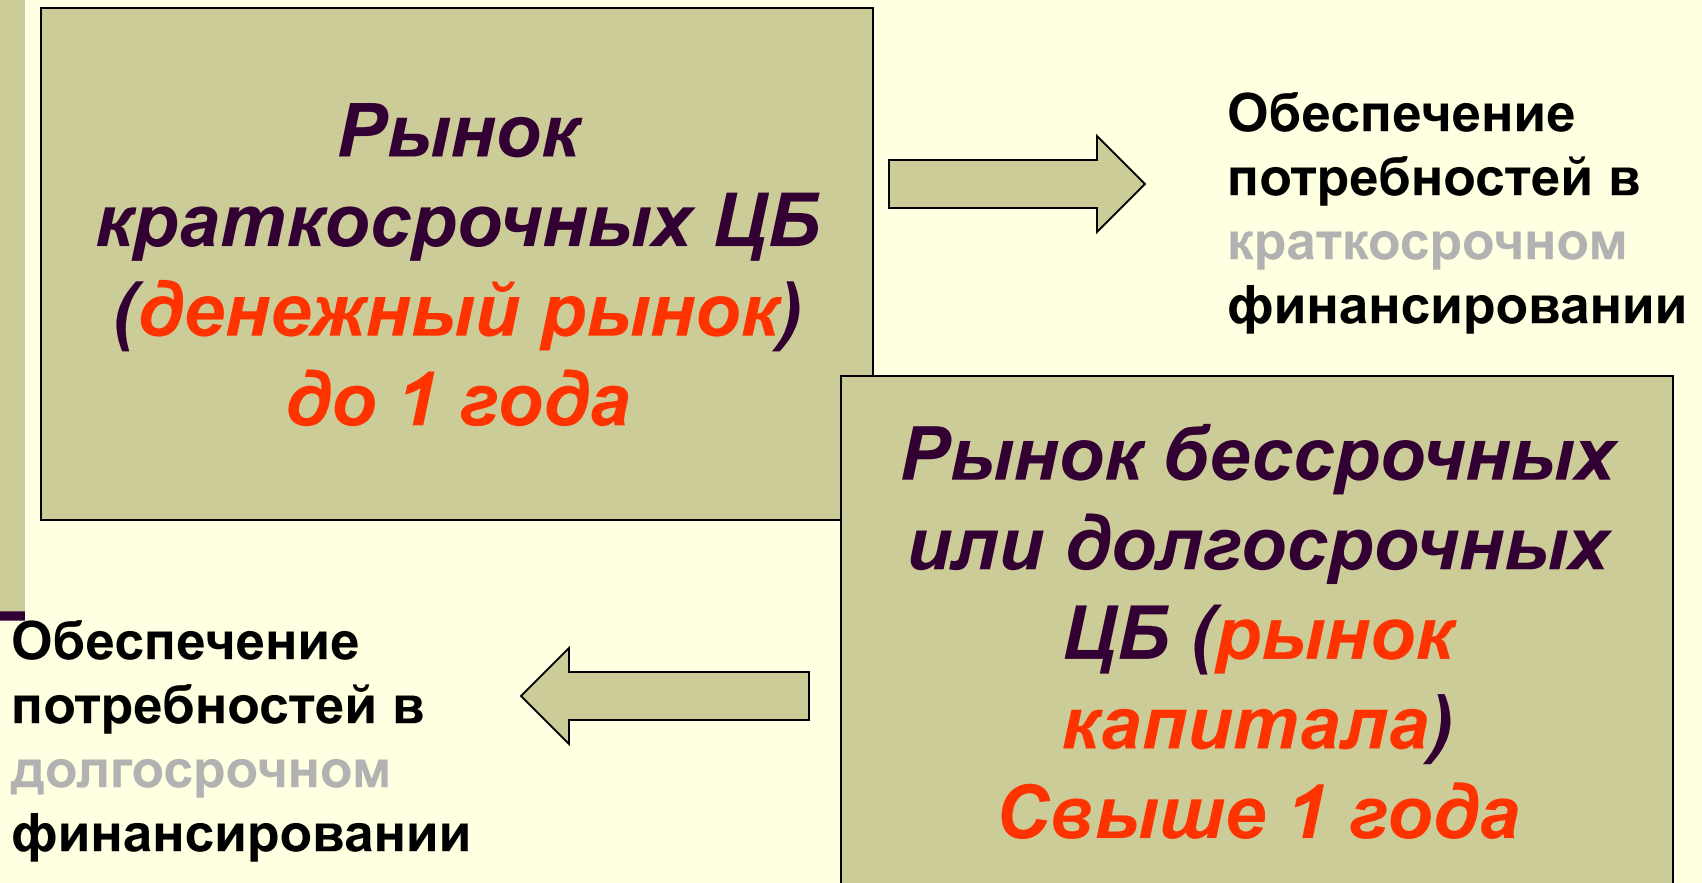 Рынок
краткосрочных ЦБ
(денежный рынок)
до 1 года
Обеспечение
потребностей в
краткосрочном
финансировании
Рынок бессрочных
или долгосрочных
ЦБ (рынок
капитала)
Свыше 1 года
Обеспечение
потребностей в
долгосрочном
финансировании